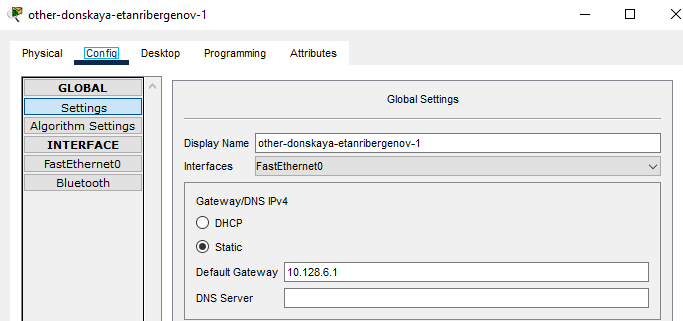 other-donskaya-etanribergenov-1
Physical Config Desktop Programming Attributes
GLOBAL
Settings
Algorithm Settings
INTERFACE
FastEthernet0
Bluetooth
Global Settings
Display Name other-donskaya-etanribergenov-1
Interfaces FastEthernet0
Gateway/DNS IPv4
DHCP
Static
Default Gateway 10.128.6.1
DNS Server